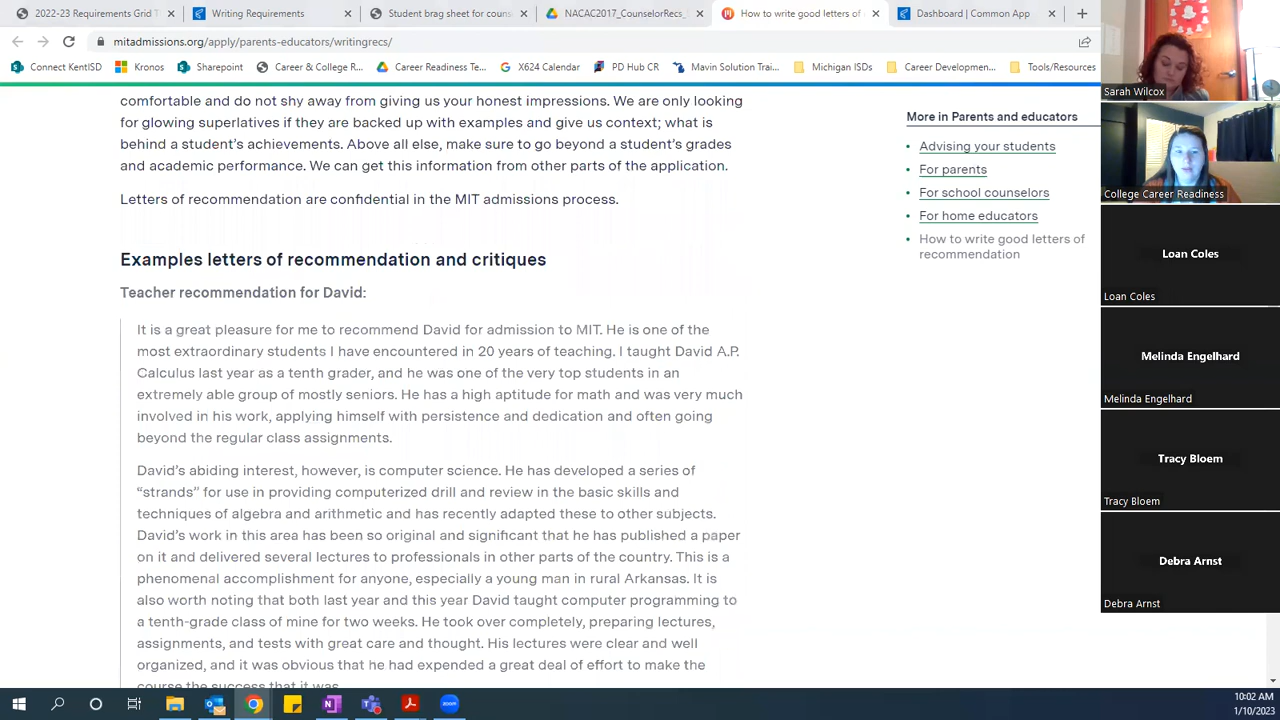 2022-23 Requirements Grid T
Writing Requirements
Student brag sheet for couns
NACAC2017_CounselorRecs_
How to write good letters of
Dashboard | Common App
mitadmissions.org/apply/parents-educators/writingrecs/
Connect KentISD
Kronos
Sharepoint
Career & College R...
Career Readiness Te...
X624 Calendar
PD Hub CR
Mavin Solution Trai...
Michigan ISDs
Career Developmen...
Tools/Resources
comfortable and do not shy away from giving us your honest impressions. We are only looking
for glowing superlatives if they are backed up with examples and give us context; what is
behind a student's achievements. Above all else, make sure to go beyond a student's grades
and academic performance. We can get this information from other parts of the application.
Letters of recommendation are confidential in the MIT admissions process.
Examples letters of recommendation and critiques
Teacher recommendation for David:
It is a great pleasure for me to recommend David for admission to MIT. He is one of the
most extraordinary students I have encountered in 20 years of teaching. I taught David A.P.
Calculus last year as a tenth grader, and he was one of the very top students in an
extremely able group of mostly seniors. He has a high aptitude for math and was very much
involved in his work, applying himself with persistence and dedication and often going
beyond the regular class assignments.
David's abiding interest, however, is computer science. He has developed a series of
“strands” for use in providing computerized drill and review in the basic skills and
techniques of algebra and arithmetic and has recently adapted these to other subjects.
David's work in this area has been so original and significant that he has published a paper
on it and delivered several lectures to professionals in other parts of the country. This is a
phenomenal accomplishment for anyone, especially a young man in rural Arkansas. It is
also worth noting that both last year and this year David taught computer programming to
a tenth-grade class of mine for two weeks. He took over completely, preparing lectures,
assignments, and tests with great care and thought. His lectures were clear and well
organized, and it was obvious that he had expended a great deal of effort to make the
course the success that it was.
More in Parents and educators
Advising your students
For parents
For school counselors
For home educators
How to write good letters of
recommendation
Sarah Wilcox
College Career Readiness
Loan Coles
Loan Coles
Melinda Engelhard
Melinda Engelhard
Tracy Bloem
Tracy Bloem
Debra Arnst
Debra Arnst
zoom
10:02 AM
1/10/2023